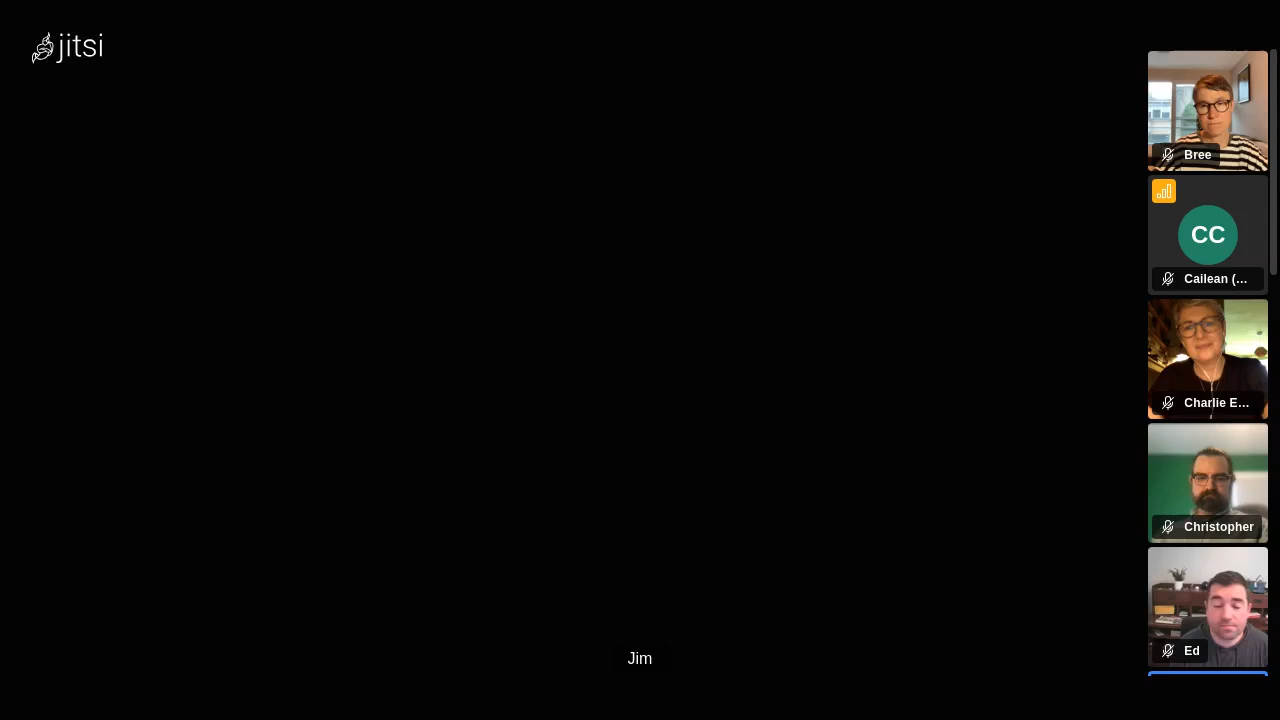 jitsi
Bree
CC
Cailean (...
Charlie E...
Christopher
Ed
Jim